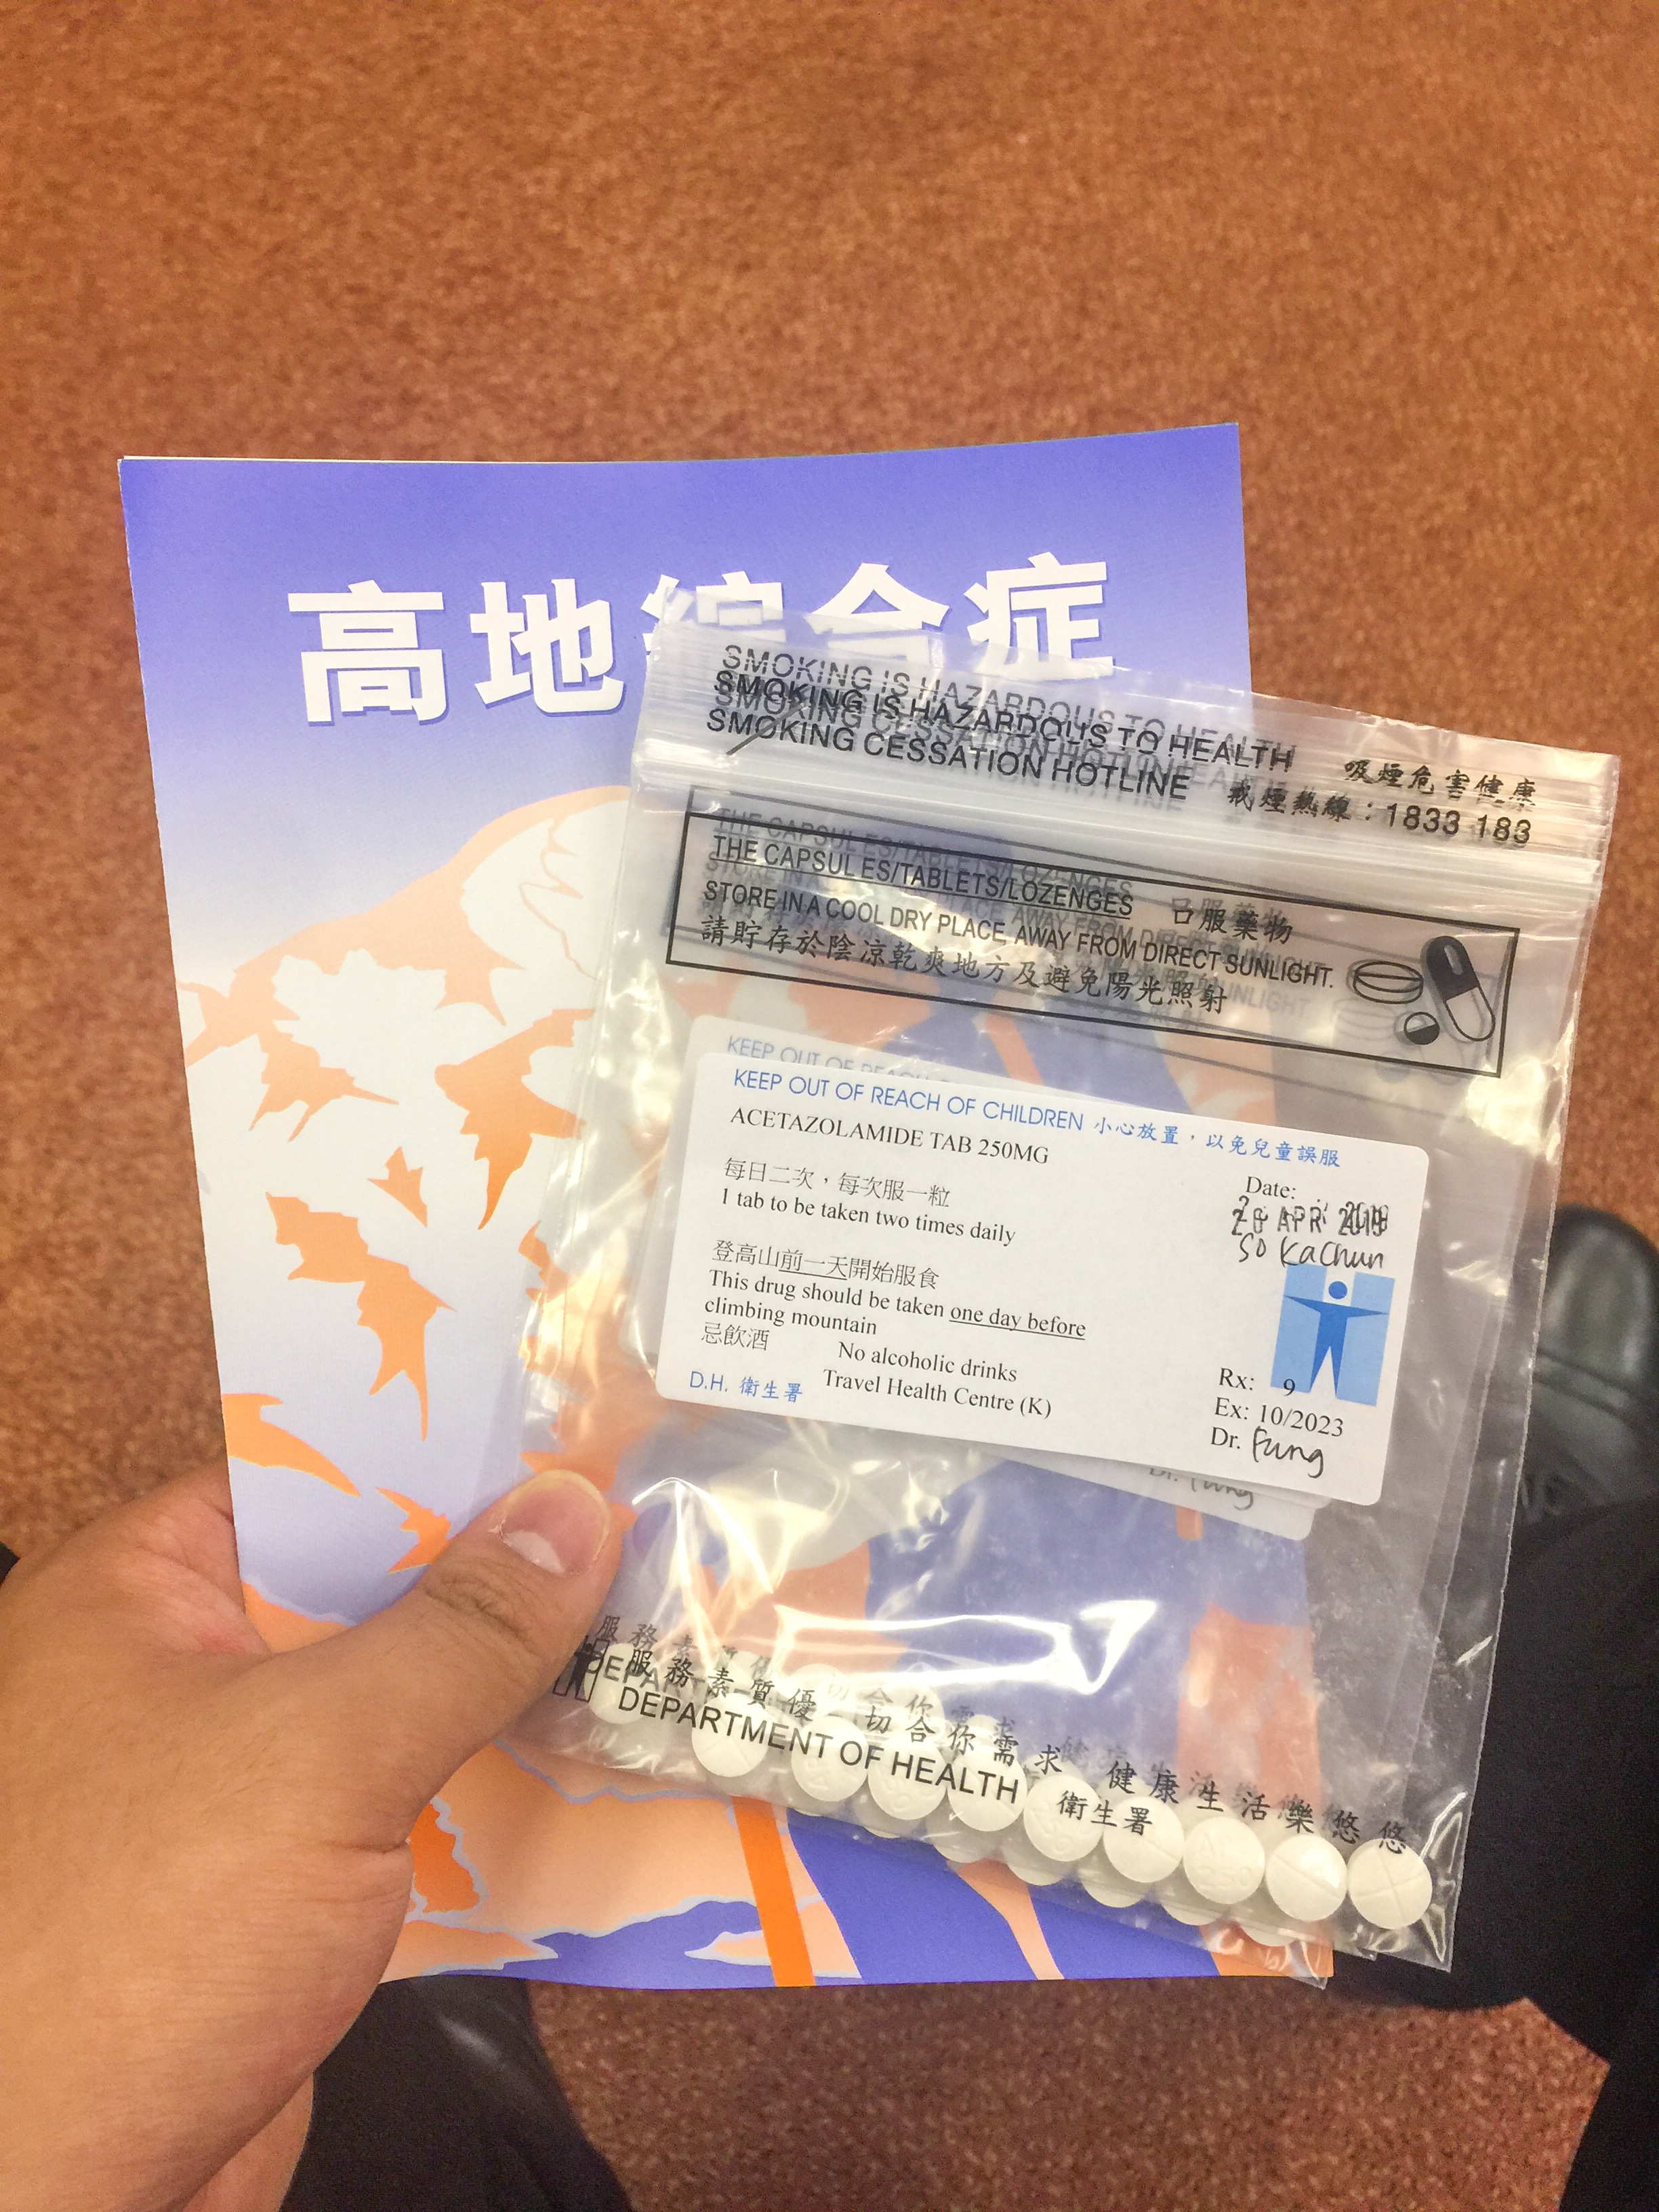 高地綜合症
SMOKING IS HAZARDOUS TO HEALTH 吸煙危害健康
SMOKING CESSATION HOTLINE 戒煙熱線：1833 183
THE CAPSULES/TABLETS/LOZENGES 口服藥物
STORE IN A COOL DRY PLACE, AWAY FROM DIRECT SUNLIGHT.
請貯存於陰涼乾爽地方及避免陽光照射
KEEP OUT OF REACH OF CHILDREN 小心放置，以免兒童誤服
ACETAZOLAMIDE TAB 250MG
每日二次，每次服一粒
1 tab to be taken two times daily
Date:
APR
So Ka Chun
登高山前一天開始服食
This drug should be taken one day before
climbing mountain
忌飲酒 No alcoholic drinks
D.H. 衛生署 Travel Health Centre (K)
Rx: 9
Ex: 10/2023
Dr. Fung
服務素質優 切合你需求 健康生活樂悠悠
DEPARTMENT OF HEALTH 衛生署